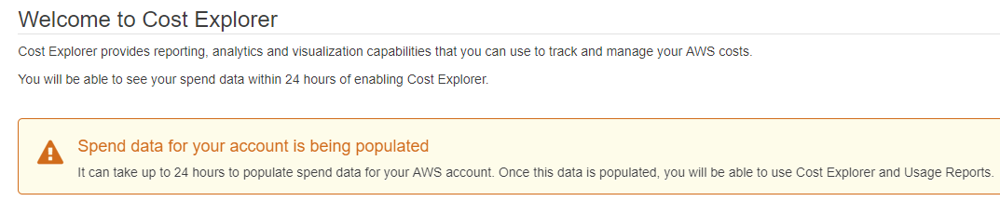 Welcome to Cost Explorer
Cost Explorer provides reporting, analytics and visualization capabilities that you can use to track and manage your AWS costs.
You will be able to see your spend data within 24 hours of enabling Cost Explorer.
Spend data for your account is being populated
It can take up to 24 hours to populate spend data for your AWS account. Once this data is populated, you will be able to use Cost Explorer and Usage Reports.